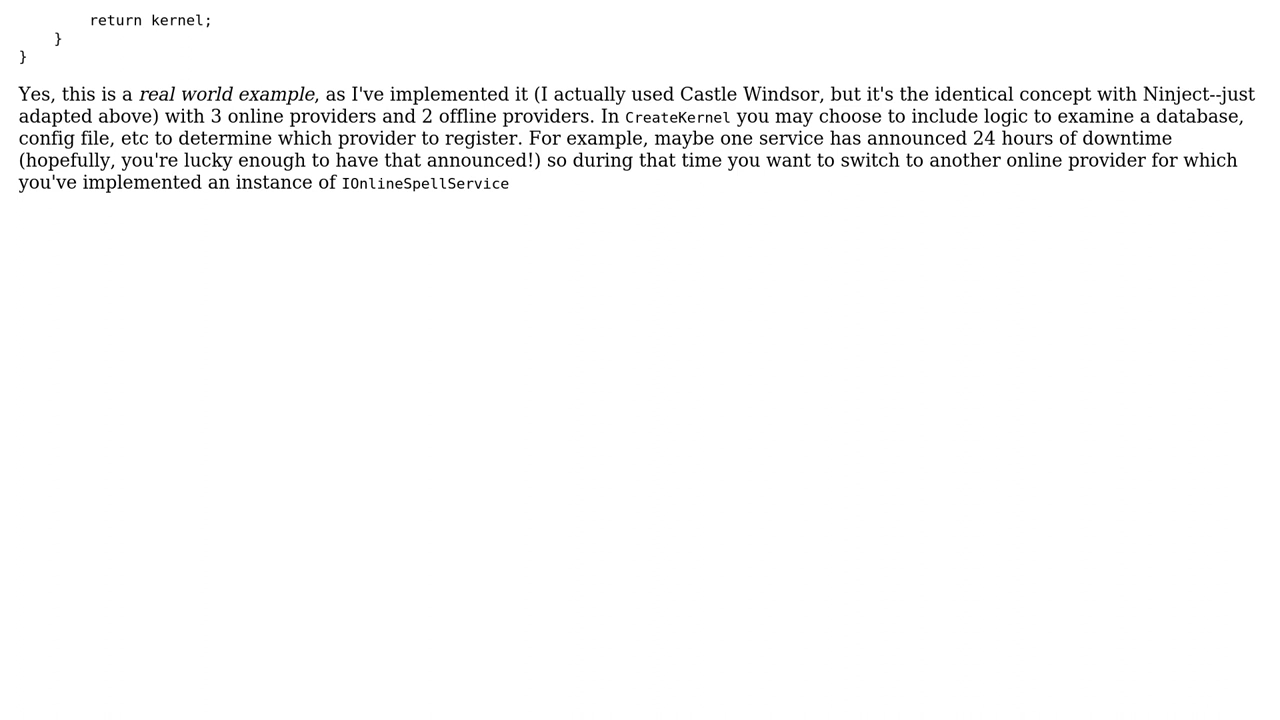 return kernel;
}
}
Yes, this is a real world example, as I've implemented it (I actually used Castle Windsor, but it's the identical concept with Ninject--just
adapted above) with 3 online providers and 2 offline providers. In CreateKernel you may choose to include logic to examine a database,
config file, etc to determine which provider to register. For example, maybe one service has announced 24 hours of downtime
(hopefully, you're lucky enough to have that announced!) so during that time you want to switch to another online provider for which
you've implemented an instance of IOnlineSpellService